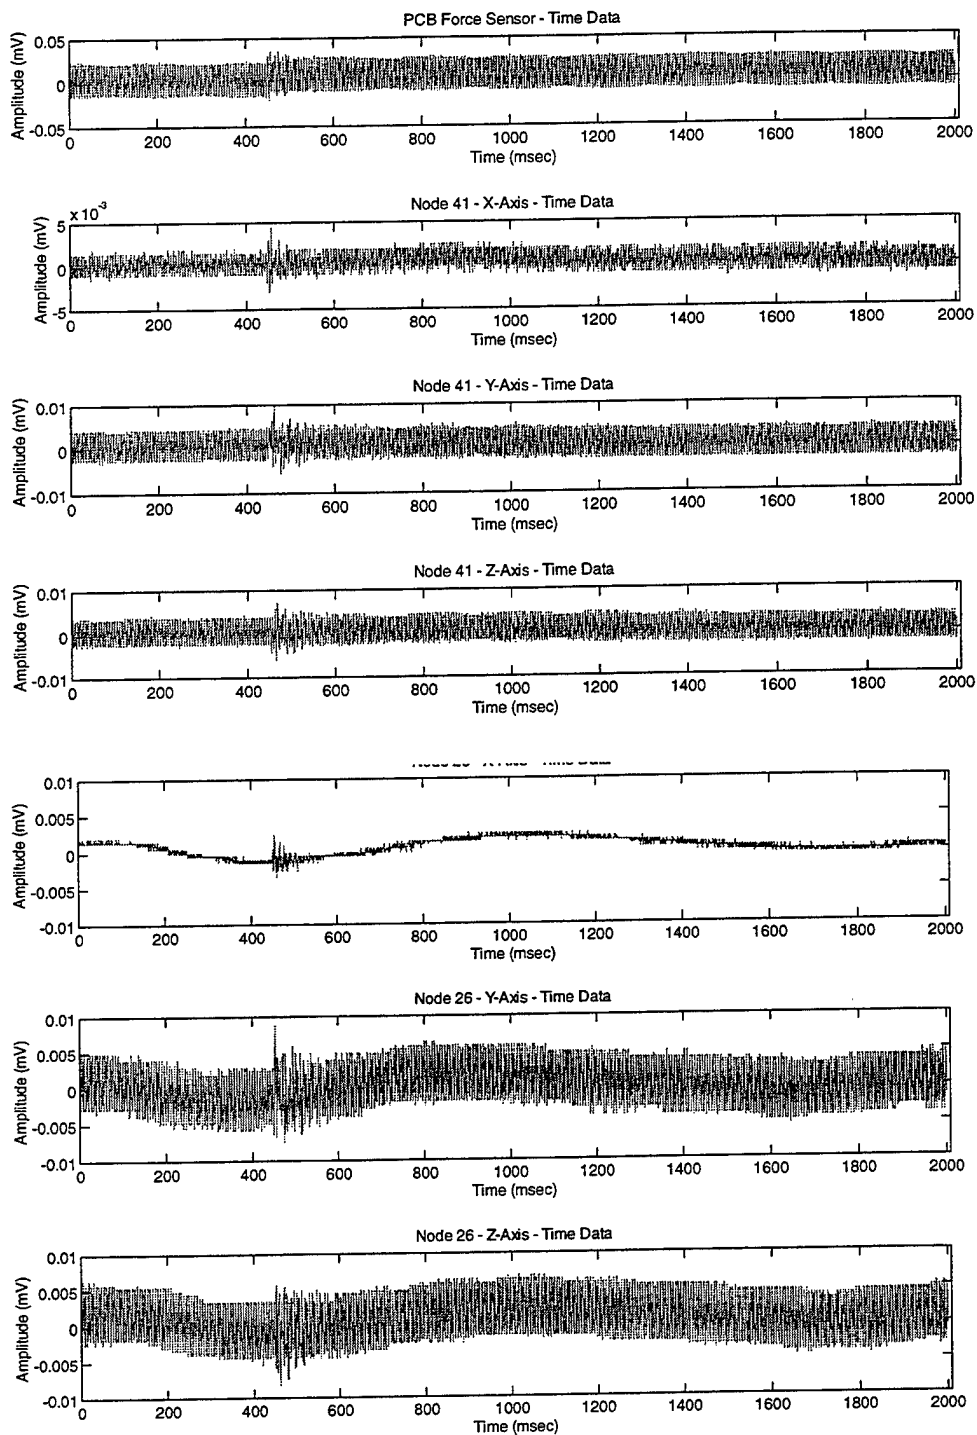 PCB Force Sensor - Time Data
Amplitude (mV)
0.05
0
-0.05
0 200 400 600 800 1000 1200 1400 1600 1800 2000
Time (msec)
Node 41 - X-Axis - Time Data
x 10-3
Amplitude (mV)
5
0
-5
0 200 400 600 800 1000 1200 1400 1600 1800 2000
Time (msec)
Node 41 - Y-Axis - Time Data
Amplitude (mV)
0.01
0
-0.01
0 200 400 600 800 1000 1200 1400 1600 1800 2000
Time (msec)
Node 41 - Z-Axis - Time Data
Amplitude (mV)
0.01
0
-0.01
0 200 400 600 800 1000 1200 1400 1600 1800 2000
Time (msec)
Amplitude (mV)
0.01
0.005
0
-0.005
-0.01
0 200 400 600 800 1000 1200 1400 1600 1800 2000
Time (msec)
Node 26 - Y-Axis - Time Data
Amplitude (mV)
0.01
0.005
0
-0.005
-0.01
0 200 400 600 800 1000 1200 1400 1600 1800 2000
Time (msec)
Node 26 - Z-Axis - Time Data
Amplitude (mV)
0.01
0.005
0
-0.005
-0.01
0 200 400 600 800 1000 1200 1400 1600 1800 2000
Time (msec)